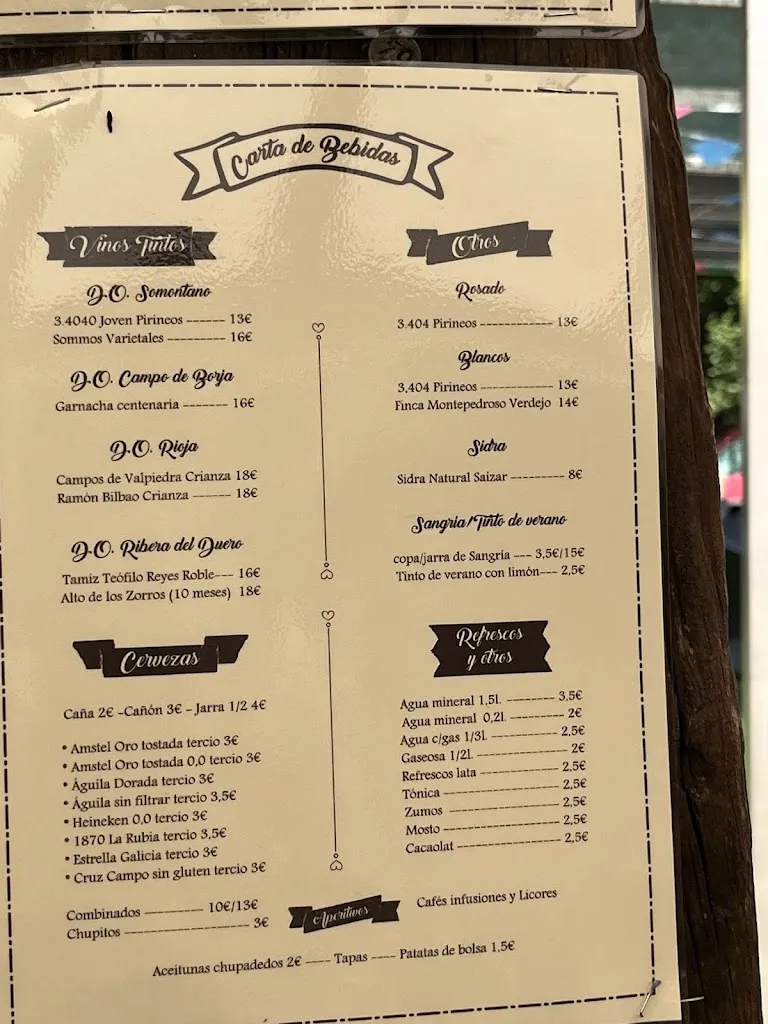 Carta de Bebidas
Vinos Tintos
D.O. Somontano
3.4040 Joven Pirineos ------ 13€
Sommos Varietales --------- 16€
D.O. Campo de Borja
Garnacha centenaria ------- 16€
D.O. Rioja
Campos de Valpiedra Crianza 18€
Ramón Bilbao Crianza ------ 18€
D.O. Ribera del Duero
Tamiz Teófilo Reyes Roble--- 16€
Alto de los Zorros (10 meses) 18€
Otros
Rosado
3.404 Pirineos ------------ 13€
Blancos
3,404 Pirineos ------------ 13€
Finca Montepedroso Verdejo 14€
Sidra
Sidra Natural Saizar --------- 8€
Sangria/Tinto de verano
copa/jarra de Sangría --- 3,5€/15€
Tinto de verano con limón--- 2,5€
Cervezas
Caña 2€ -Cañón 3€ - Jarra 1/2 4€
• Amstel Oro tostada tercio 3€
• Amstel Oro tostada 0,0 tercio 3€
• Águila Dorada tercio 3€
• Águila sin filtrar tercio 3,5€
• Heineken 0,0 tercio 3€
• 1870 La Rubia tercio 3,5€
• Estrella Galicia tercio 3€
• Cruz Campo sin gluten tercio 3€
Combinados --------- 10€/13€
Chupitos ------------------- 3€
Refrescos
y otros
Agua mineral 1,5l. -------- 3,5€
Agua mineral 0,2l. --------- 2€
Agua c/gas 1/3l. ----------- 2,5€
Gaseosa 1/2l. --------------- 2€
Refrescos lata ------------- 2,5€
Tónica --------------------- 2,5€
Zumos --------------------- 2,5€
Mosto --------------------- 2,5€
Cacaolat ------------------- 2,5€
Cafés infusiones y Licores
Aperitivos
Aceitunas chupadedos 2€ ---- Tapas ---- Patatas de bolsa 1,5€